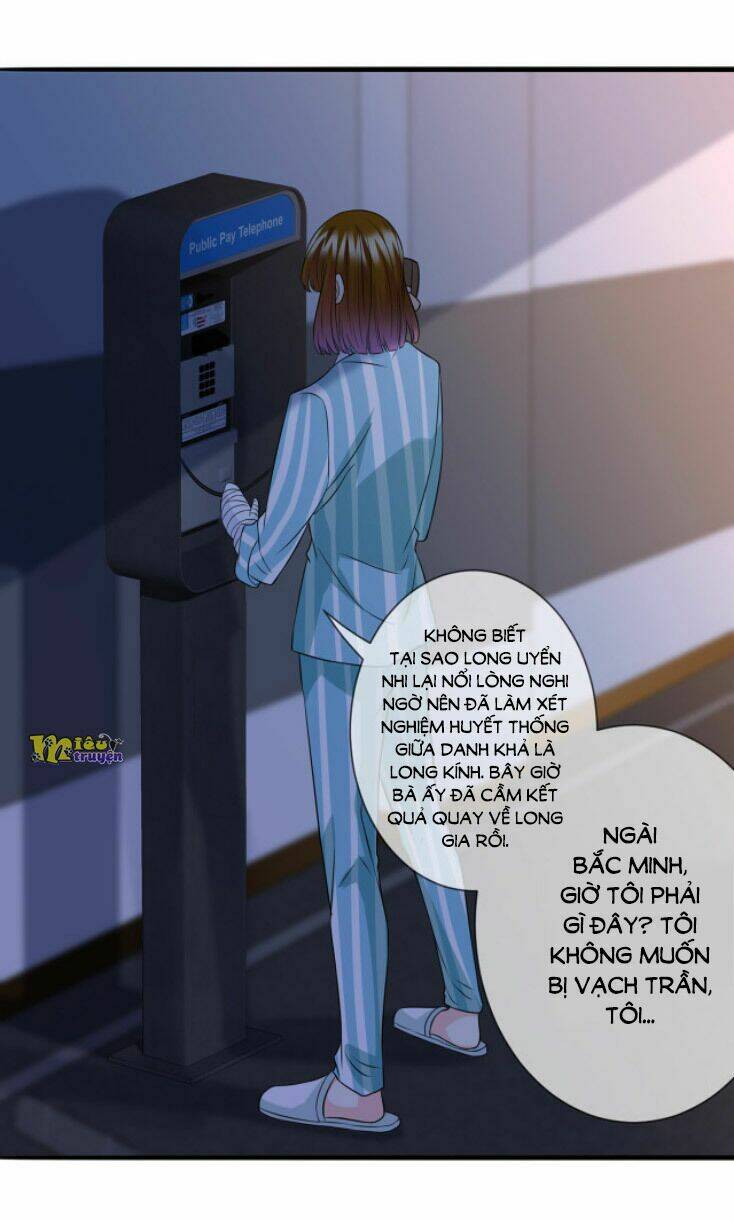 Public Pay Telephone
KHÔNG BIẾT
TẠI SAO LONG UYỂN
NHI LẠI NỔI LÒNG NGHI
NGỜ NÊN ĐÃ LÀM XÉT
NGHIỆM HUYẾT THỐNG
GIỮA DANH KHẢ LÀ
LONG KÍNH. BÂY GIỜ
BÀ ẤY ĐÃ CẦM KẾT
QUẢ QUAY VỀ LONG
GIA RỒI.
Miêu
truyện
NGÀI
BẮC MINH,
GIỜ TÔI PHẢI
GÌ ĐÂY? TÔI
KHÔNG MUỐN
BỊ VẠCH TRẦN,
TÔI...